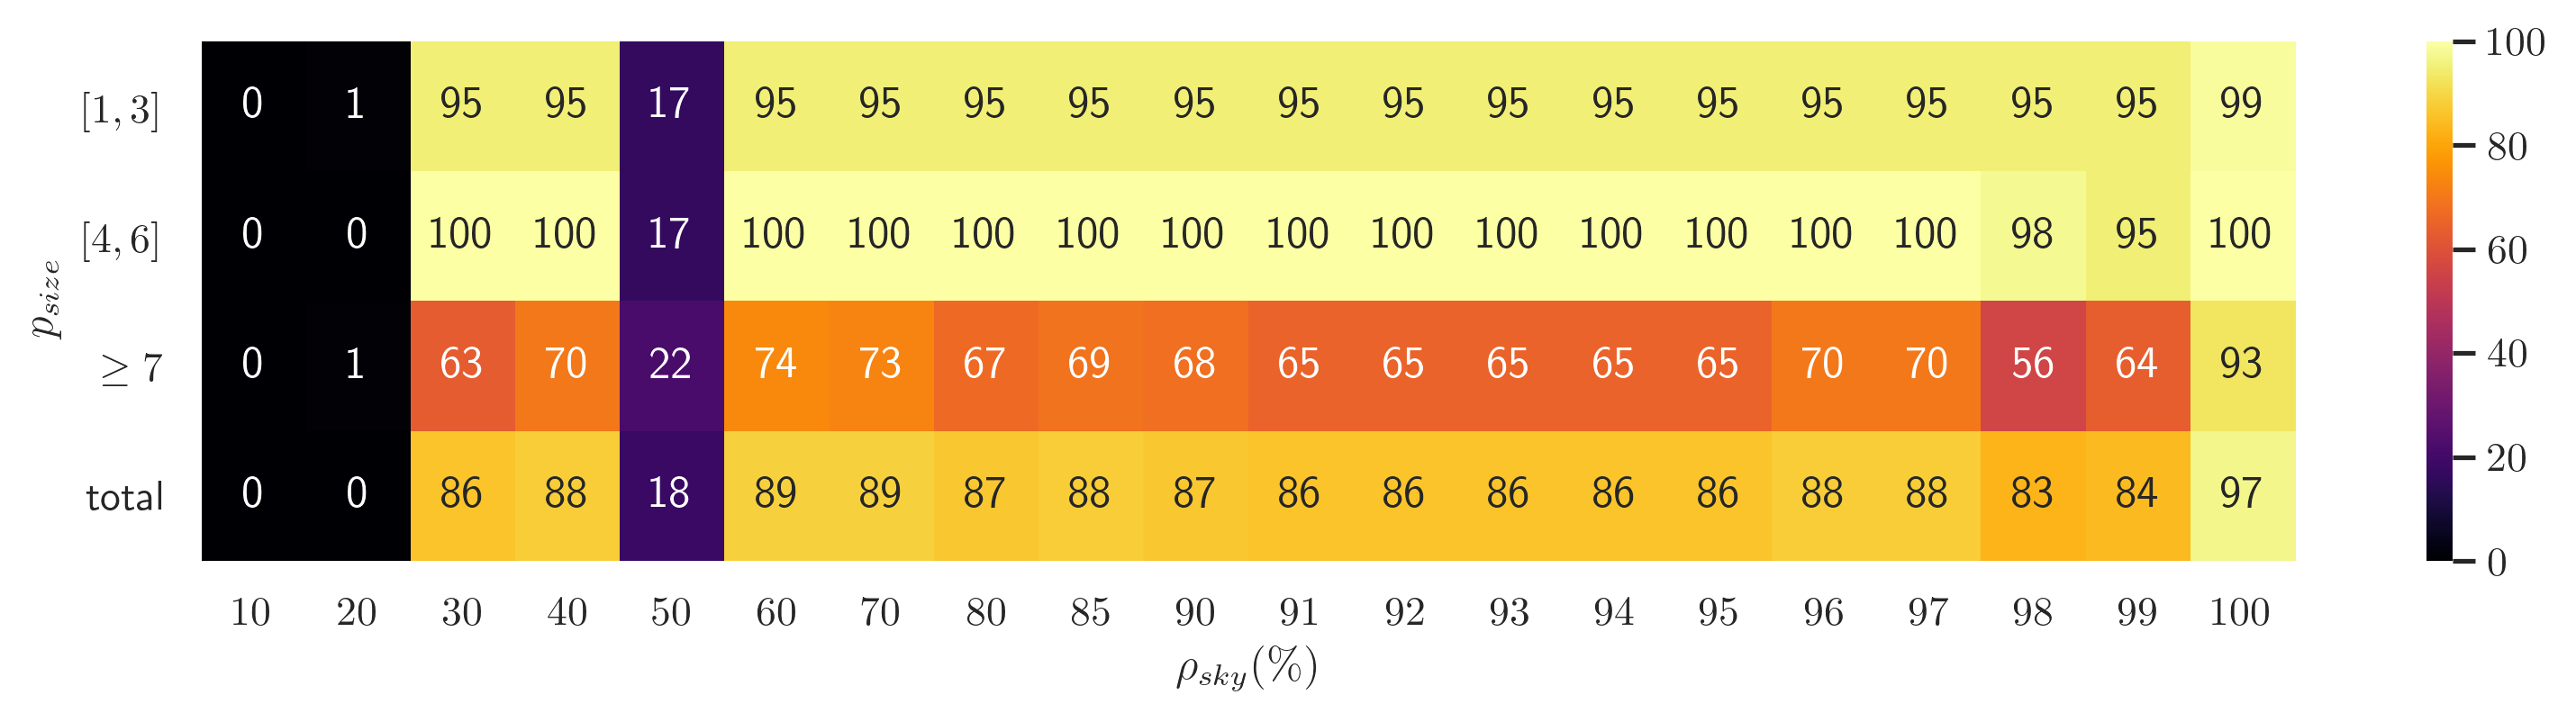 [1, 3] 0 1 95 95 17 95 95 95 95 95 95 95 95 95 95 95 95 95 95 99
[4, 6] 0 0 100 100 17 100 100 100 100 100 100 100 100 100 100 100 100 98 95 100
≥ 7 0 1 63 70 22 74 73 67 69 68 65 65 65 65 65 70 70 56 64 93
total 0 0 86 88 18 89 89 87 88 87 86 86 86 86 86 88 88 83 84 97
10 20 30 40 50 60 70 80 85 90 91 92 93 94 95 96 97 98 99 100
ρsky(%)
psize
100
80
60
40
20
0